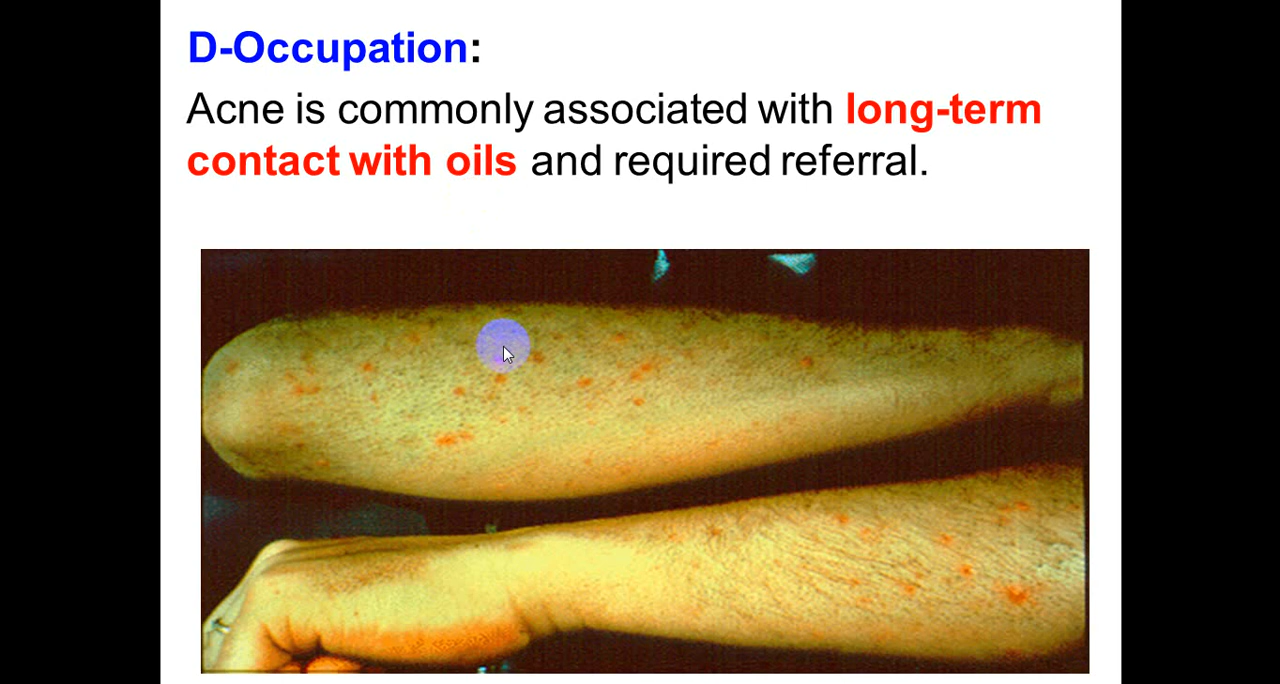 D-Occupation:
Acne is commonly associated with long-term
contact with oils and required referral.